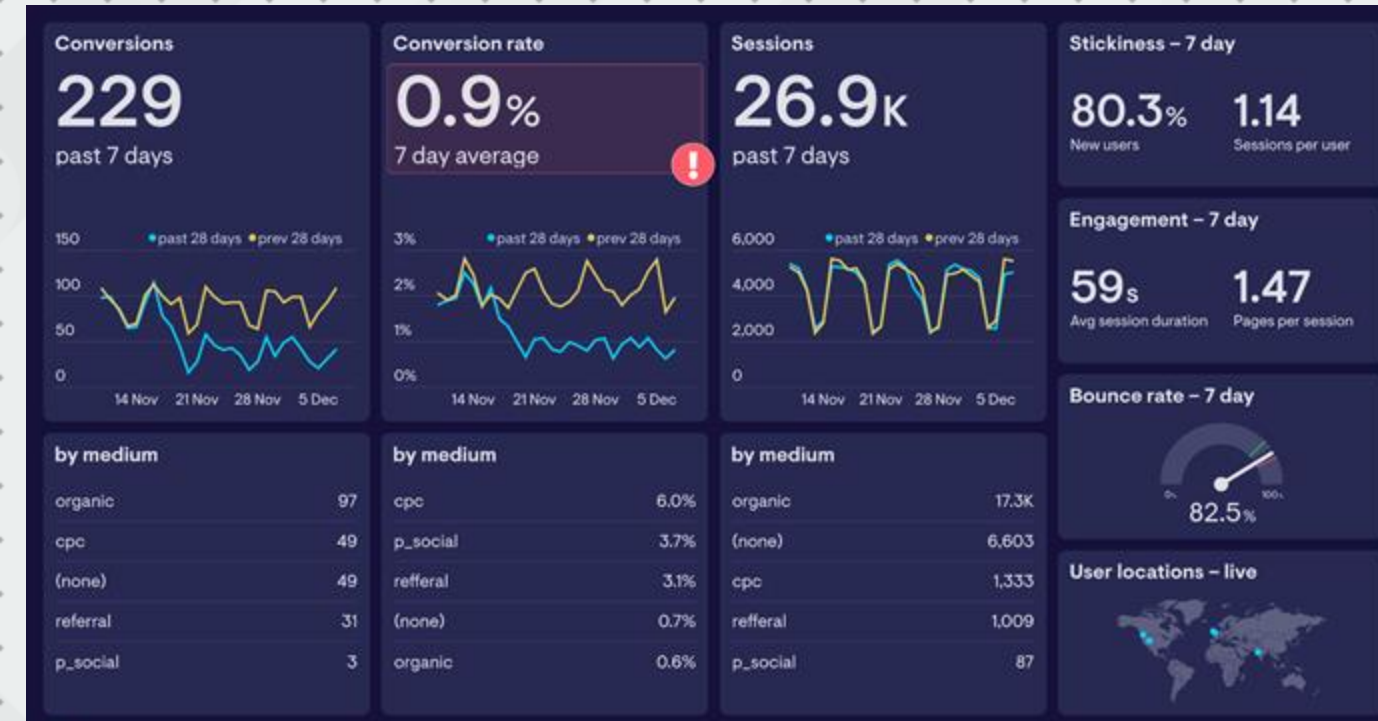 Conversions
229
past 7 days
150
past 28 days prev 28 days
100
50
0
14 Nov 21 Nov 28 Nov 5 Dec
Conversion rate
0.9%
7 day average
!
3%
past 28 days prev 28 days
2%
1%
0%
14 Nov 21 Nov 28 Nov 5 Dec
Sessions
26.9K
past 7 days
6,000
past 28 days prev 28 days
4,000
2,000
0
14 Nov 21 Nov 28 Nov 5 Dec
Stickiness – 7 day
80.3% 1.14
New users Sessions per user
Engagement – 7 day
59s 1.47
Avg session duration Pages per session
Bounce rate – 7 day
0% 100%
82.5%
User locations – live
by medium
organic 97
cpc 49
(none) 49
referral 31
p_social 3
by medium
cpc 6.0%
p_social 3.7%
refferal 3.1%
(none) 0.7%
organic 0.6%
by medium
organic 17.3K
(none) 6,603
cpc 1,333
refferal 1,009
p_social 87